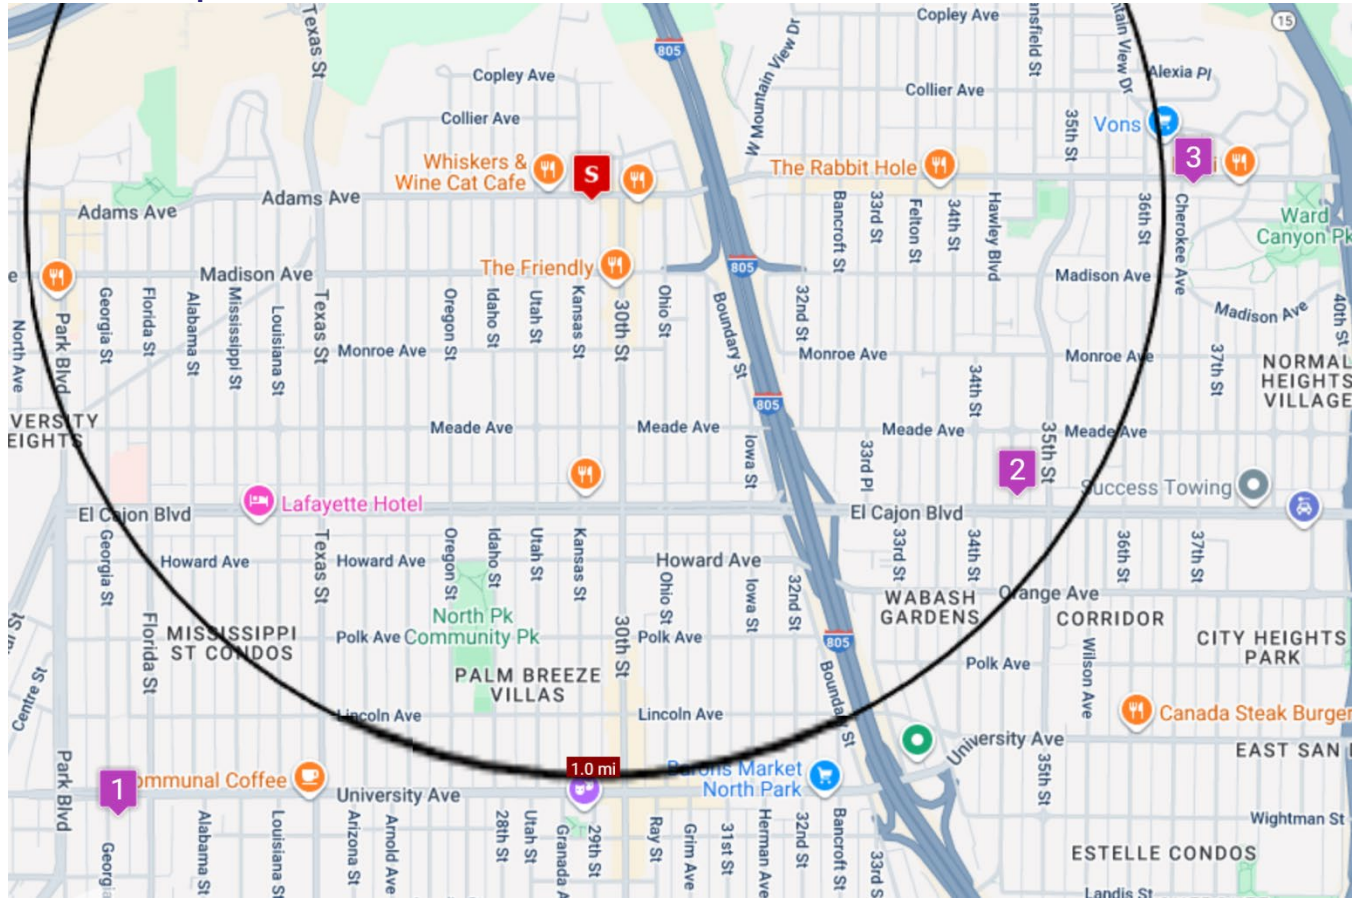 Texas St
805
Copley Ave
Mountain View Dr
15
Copley Ave
Collier Ave
Alexia Pl
Collier Ave
35th St
Vons
3
Whiskers &
Wine Cat Cafe
S
The Rabbit Hole
Adams Ave
Adams Ave
Bancroft St
33rd St
Felton St
34th St
Hawley Blvd
36th St
Cherokee Ave
Ward
Canyon Pk
Madison Ave
The Friendly
805
Madison Ave
Madison Ave
40th St
North Ave
Park Blvd
Georgia St
Florida St
Alabama St
Mississippi St
Louisiana St
Texas St
Oregon St
Idaho St
Utah St
Kansas St
30th St
Ohio St
Boundary St
32nd St
Monroe Ave
Monroe Ave
Monroe Ave
37th St
NORMAL
HEIGHTS
VILLAGE
34th St
805
VERSITY
EIGHTS
Meade Ave
Meade Ave
Meade Ave
Meade Ave
Iowa St
33rd Pl
35th St
2
Success Towing
Lafayette Hotel
El Cajon Blvd
El Cajon Blvd
Georgia St
Howard Ave
Texas St
Howard Ave
Oregon St
Idaho St
Utah St
Kansas St
Howard Ave
Ohio St
Iowa St
32nd St
33rd St
34th St
36th St
37th St
WABASH
GARDENS
Orange Ave
CORRIDOR
Florida St
MISSISSIPPI
ST CONDOS
North Pk
Community Pk
Polk Ave
30th St
Polk Ave
805
Polk Ave
Wilson Ave
CITY HEIGHTS
PARK
Centre St
PALM BREEZE
VILLAS
Boundary St
Lincoln Ave
Lincoln Ave
Canada Steak Burger
University Ave
EAST SAN
Park Blvd
1
ommunal Coffee
University Ave
1.0 mi
Barons Market
North Park
35th St
Georgia
Alabama St
Louisiana St
Arizona St
Arnold Ave
28th St
Utah St
Granada A
29th St
Ray St
Grim Ave
31st St
Herman Ave
32nd St
Bancroft St
33rd S
Wightman St
ESTELLE CONDOS
Landis St